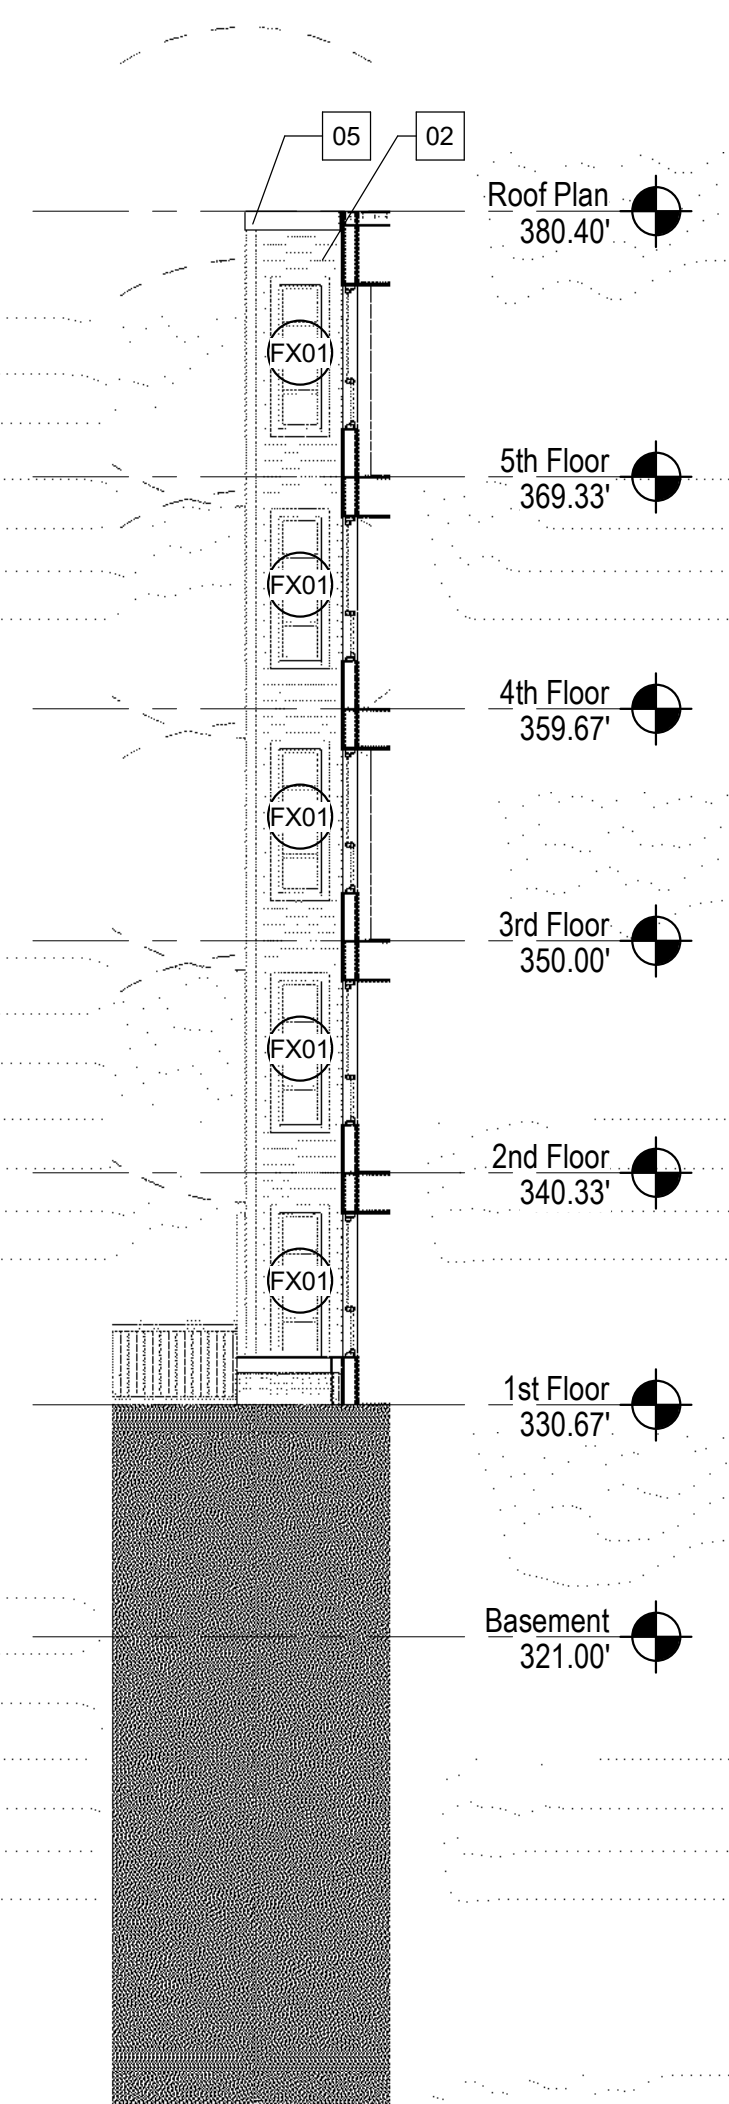 05
02
Roof Plan
380.40'
FX01
5th Floor
369.33'
FX01
4th Floor
359.67'
FX01
3rd Floor
350.00'
FX01
2nd Floor
340.33'
FX01
1st Floor
330.67'
Basement
321.00'